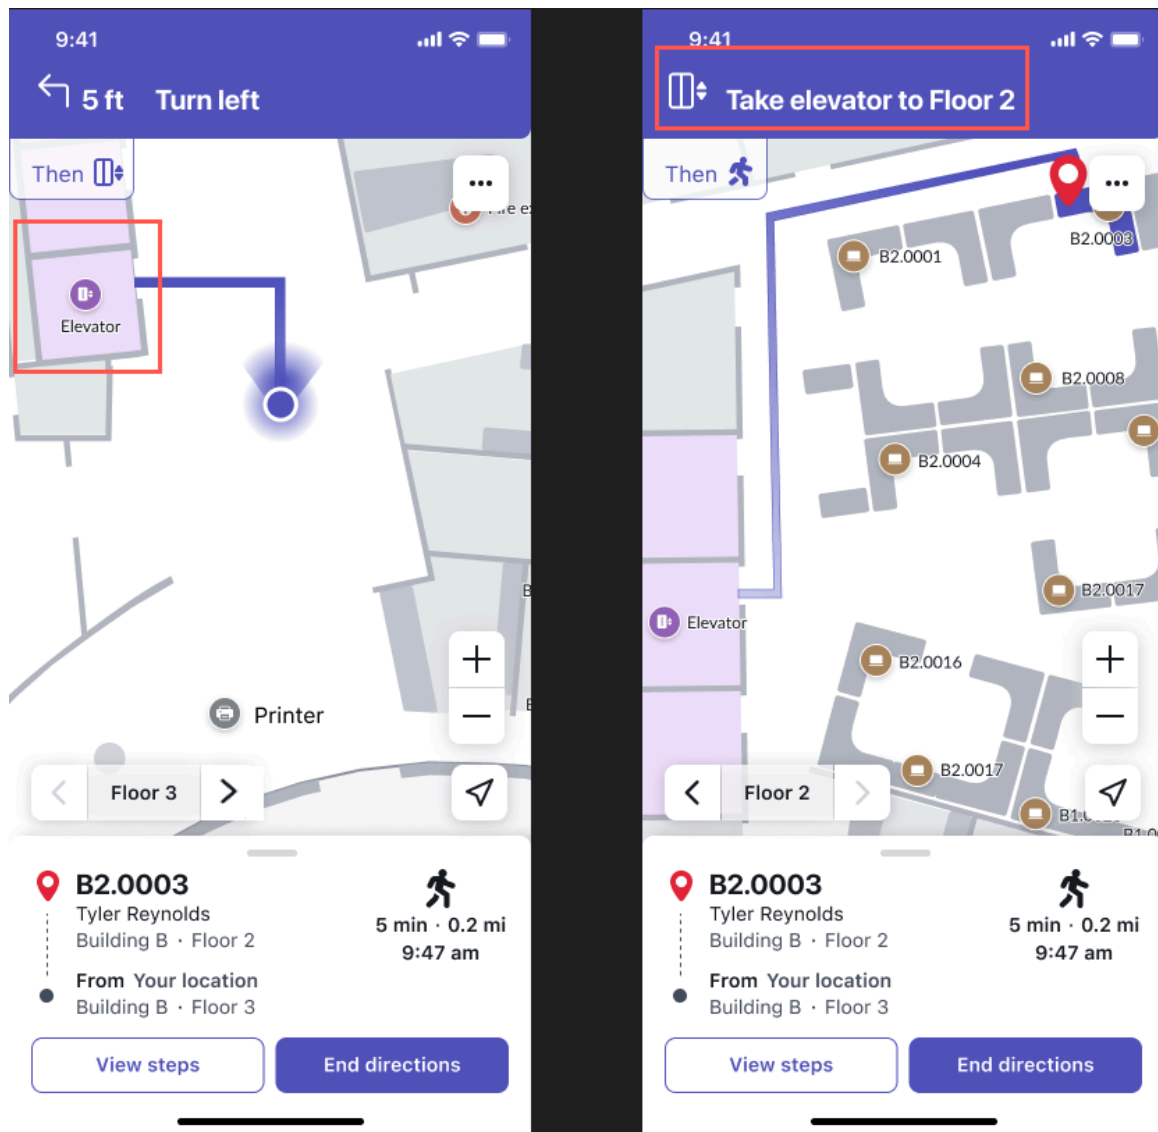 9:41
5 ft Turn left
Then
Elevator
Printer
Floor 3
B2.0003
Tyler Reynolds
Building B · Floor 2
5 min · 0.2 mi
9:47 am
From Your location
Building B · Floor 3
View steps
End directions
9:41
Take elevator to Floor 2
Then
B2.0003
B2.0001
B2.0008
B2.0004
B2.0017
Elevator
B2.0016
B2.0017
Floor 2
B2.0003
Tyler Reynolds
Building B · Floor 2
5 min · 0.2 mi
9:47 am
From Your location
Building B · Floor 3
View steps
End directions